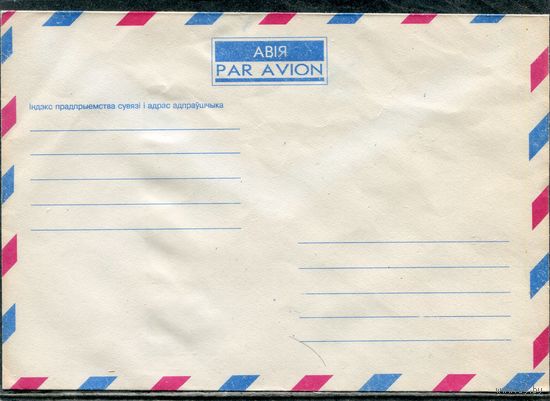 АВІЯ
PAR AVION
Індэкс прадпрыемства сувязі і адрас адпраўшчыка